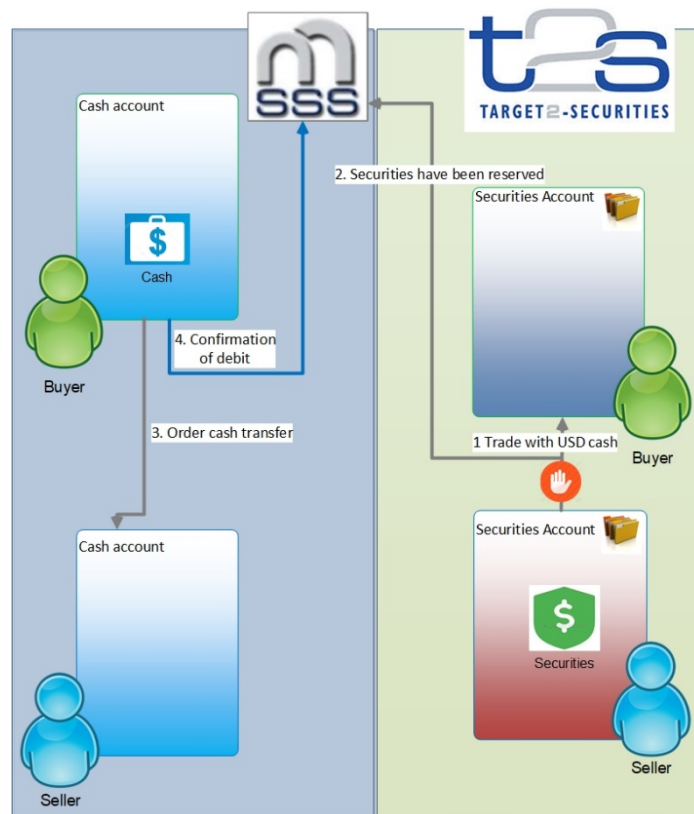 m
sss
t2s
TARGET2-SECURITIES
Cash account
$
Cash
Buyer
2. Securities have been reserved
Securities Account
4. Confirmation
of debit
3. Order cash transfer
1 Trade with USD cash
Buyer
Cash account
Securities Account
$
Securities
Seller
Seller